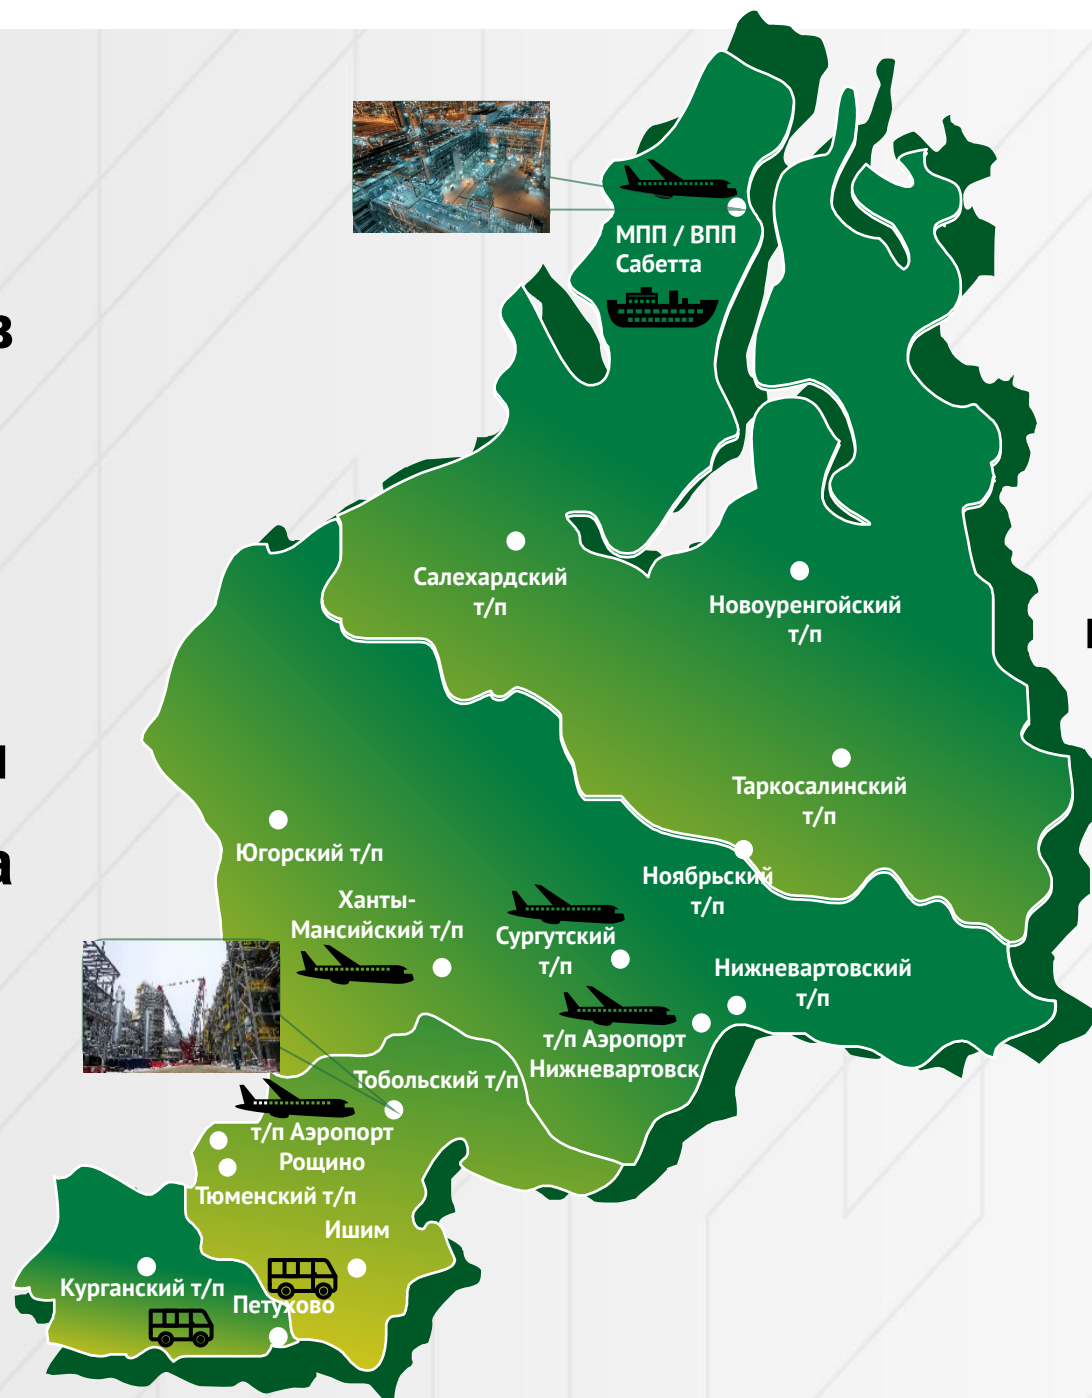 МПП / ВПП
Сабетта
в
Салехардский
т/п
Новоуренгойский
т/п
Таркосалинский
т/п
а
Югорский т/п
Ноябрьский
т/п
Ханты-
Мансийский т/п
Сургутский
т/п
Нижневартовский
т/п
т/п Аэропорт
Нижневартовск
Тобольский т/п
т/п Аэропорт
Рощино
Тюменский т/п
Ишим
Курганский т/п
Петухово